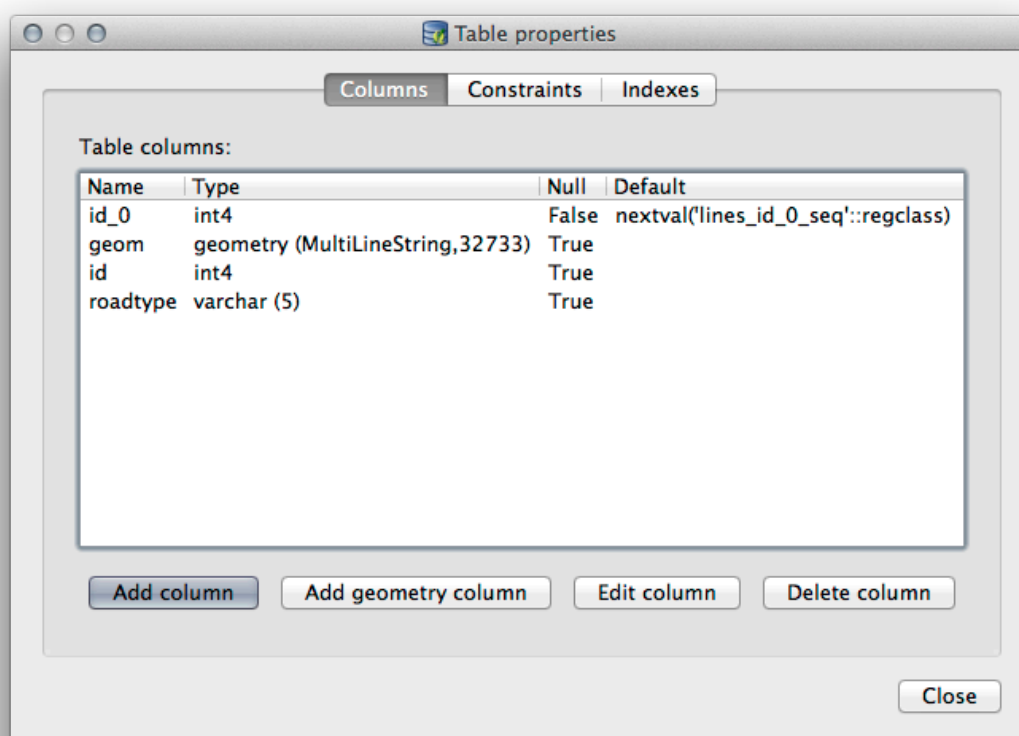 Table properties
Columns Constraints Indexes
Table columns:
Name Type Null Default
id_0 int4 False nextval('lines_id_0_seq'::regclass)
geom geometry (MultiLineString,32733) True
id int4 True
roadtype varchar (5) True
Add column Add geometry column Edit column Delete column
Close